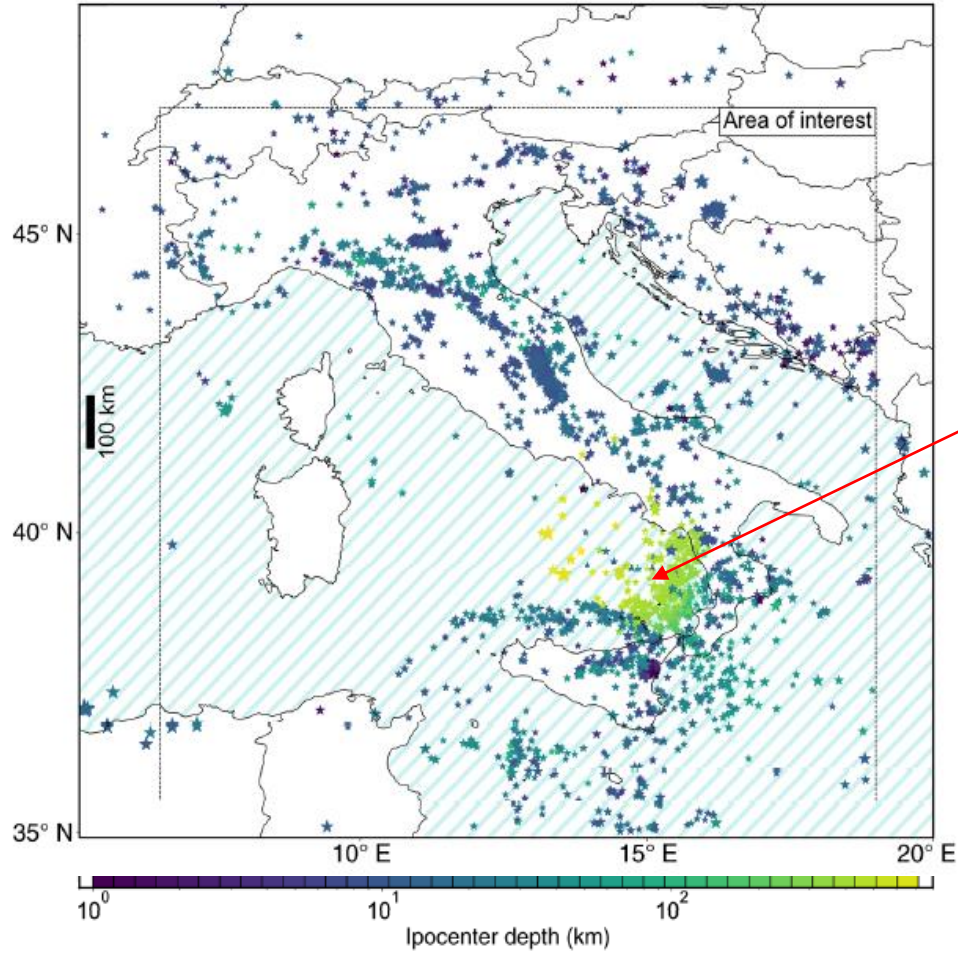 Area of interest
45° N
100 km
40° N
35° N
10° E
15° E
20° E
10⁰
10¹
10²
Ipocenter depth (km)